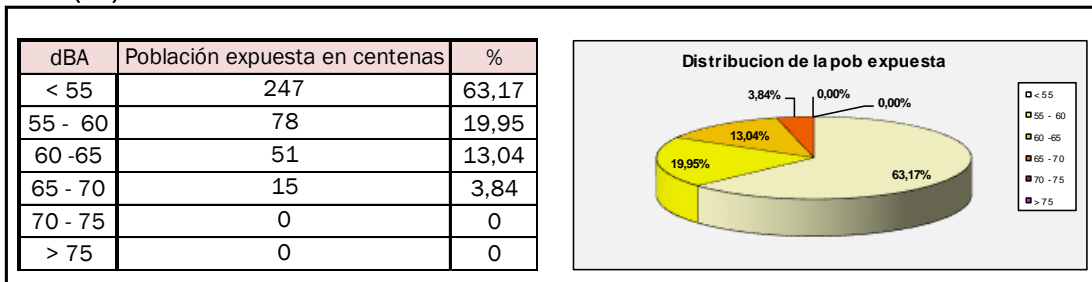 dBA Población expuesta en centenas %
< 55 247 63,17
55 - 60 78 19,95
60 -65 51 13,04
65 - 70 15 3,84
70 - 75 0 0
> 75 0 0
Distribucion de la pob expuesta
3,84%
0,00%
0,00%
13,04%
19,95%
63,17%
< 55
55 - 60
60 -65
65 - 70
70 - 75
> 75